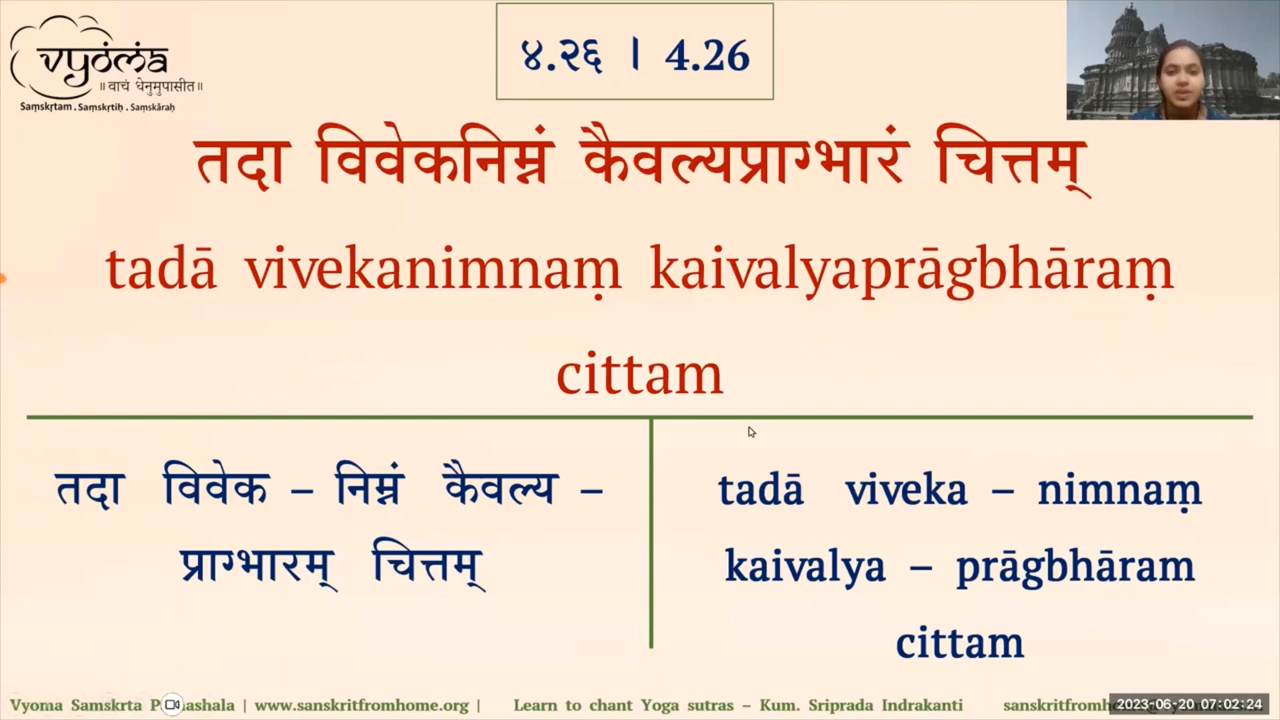 vyoma
॥वाचं धेनुमुपासीत॥
Saṃskṛtam . Saṃskṛtiḥ . Saṃskāraḥ
४.२६ । 4.26
तदा विवेकनिम्नं कैवल्यप्राग्भारं चित्तम्
tadā vivekanimnaṃ kaivalyaprāgbhāraṃ
cittam
तदा विवेक – निम्नं कैवल्य –
प्राग्भारम् चित्तम्
tadā viveka – nimnaṃ
kaivalya – prāgbhāram
cittam
Vyoma Samskrta | www.sanskritfromhome.org | Learn to chant Yoga sutras – Kum. Sriprada Indrakanti
2023-06-20 07:02:24